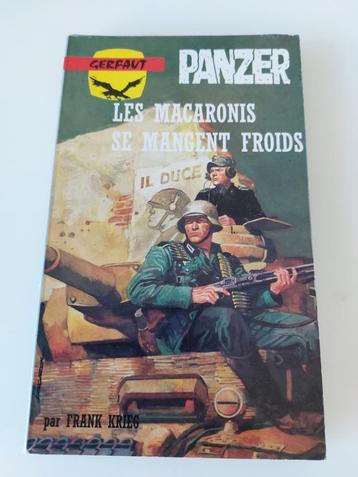 GERFAUT
PANZER
LES MACARONIS
SE MANGENT FROIDS
IL DUCE
par FRANK KRIEG